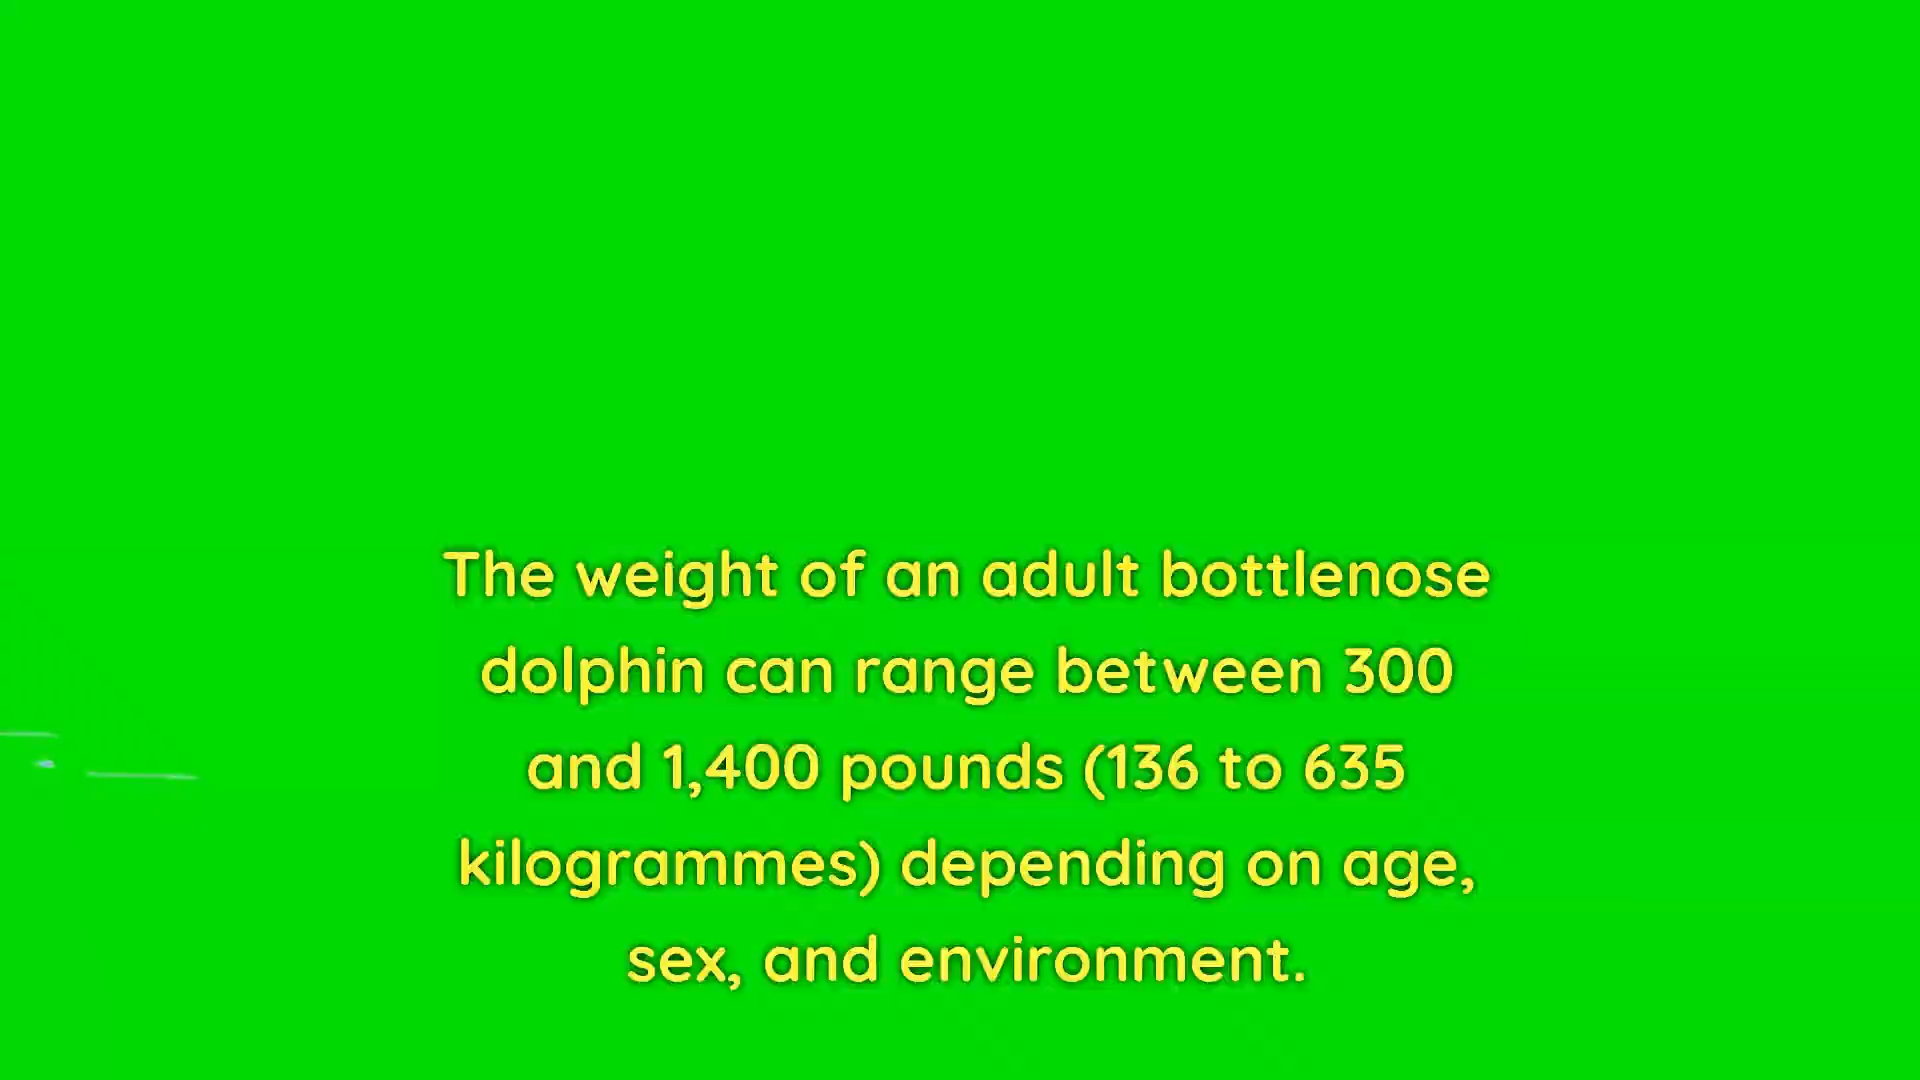 The weight of an adult bottlenose
dolphin can range between 300
and 1,400 pounds (136 to 635
kilogrammes) depending on age,
sex, and environment.